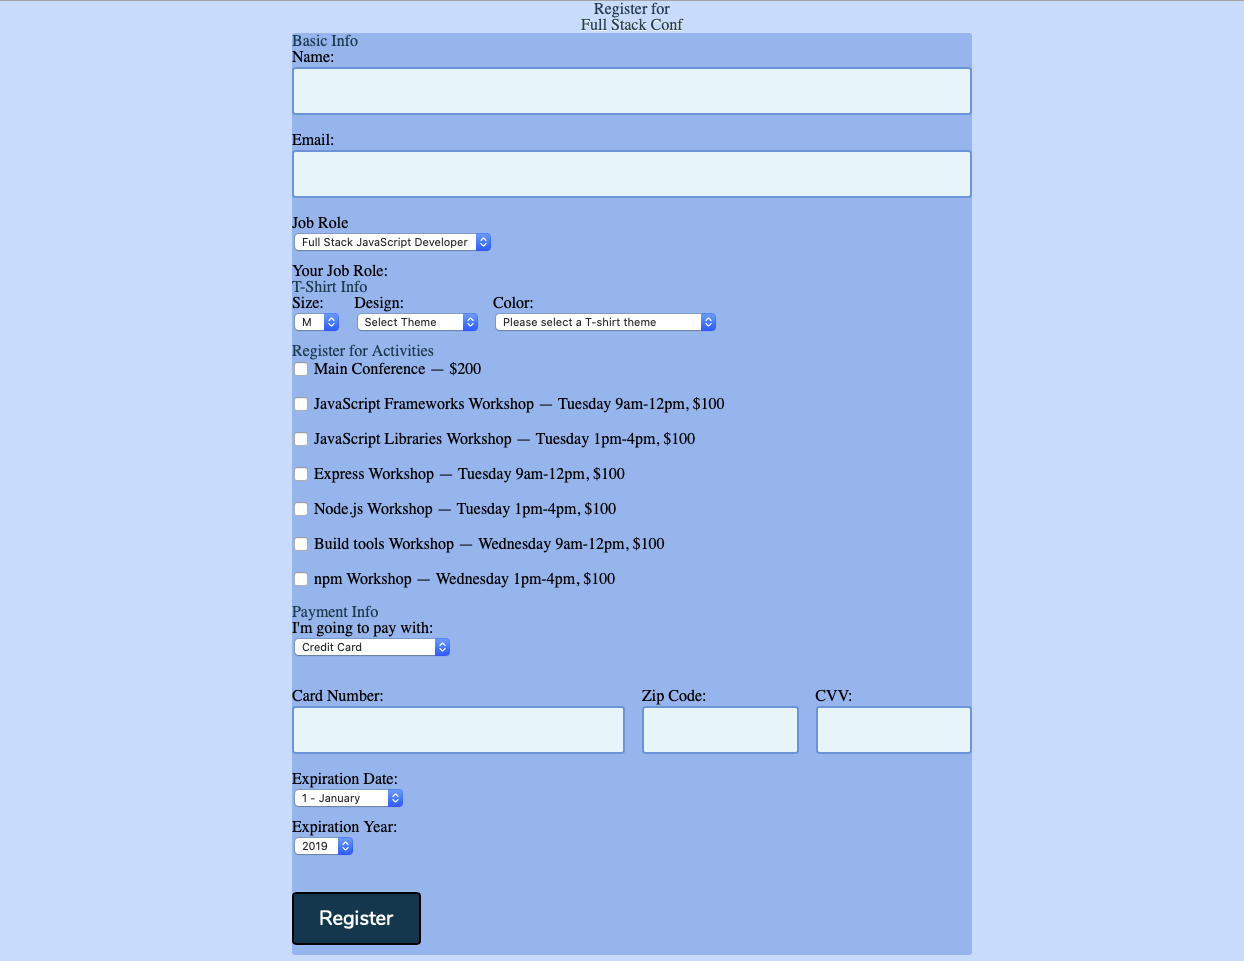 Register for
Full Stack Conf
Basic Info
Name:
Email:
Job Role
Full Stack JavaScript Developer
Your Job Role:
T-Shirt Info
Size: Design: Color:
M Select Theme Please select a T-shirt theme
Register for Activities
Main Conference — $200
JavaScript Frameworks Workshop — Tuesday 9am-12pm, $100
JavaScript Libraries Workshop — Tuesday 1pm-4pm, $100
Express Workshop — Tuesday 9am-12pm, $100
Node.js Workshop — Tuesday 1pm-4pm, $100
Build tools Workshop — Wednesday 9am-12pm, $100
npm Workshop — Wednesday 1pm-4pm, $100
Payment Info
I'm going to pay with:
Credit Card
Card Number: Zip Code: CVV:
Expiration Date:
1 - January
Expiration Year:
2019
Register